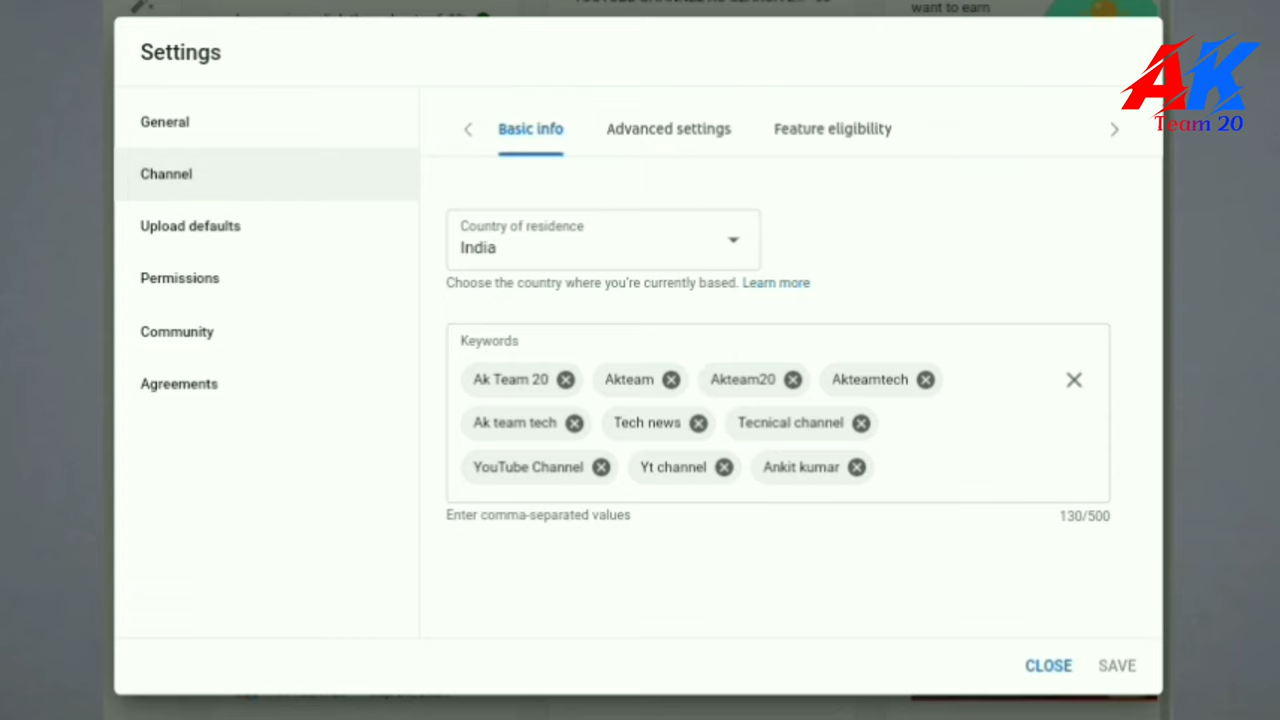 want to earn
Settings
AK
Team 20
General
Channel
Upload defaults
Permissions
Community
Agreements
Basic info
Advanced settings
Feature eligibility
Country of residence
India
Choose the country where you're currently based. Learn more
Keywords
Ak Team 20
Akteam
Akteam20
Akteamtech
Ak team tech
Tech news
Tecnical channel
YouTube Channel
Yt channel
Ankit kumar
Enter comma-separated values
130/500
CLOSE
SAVE